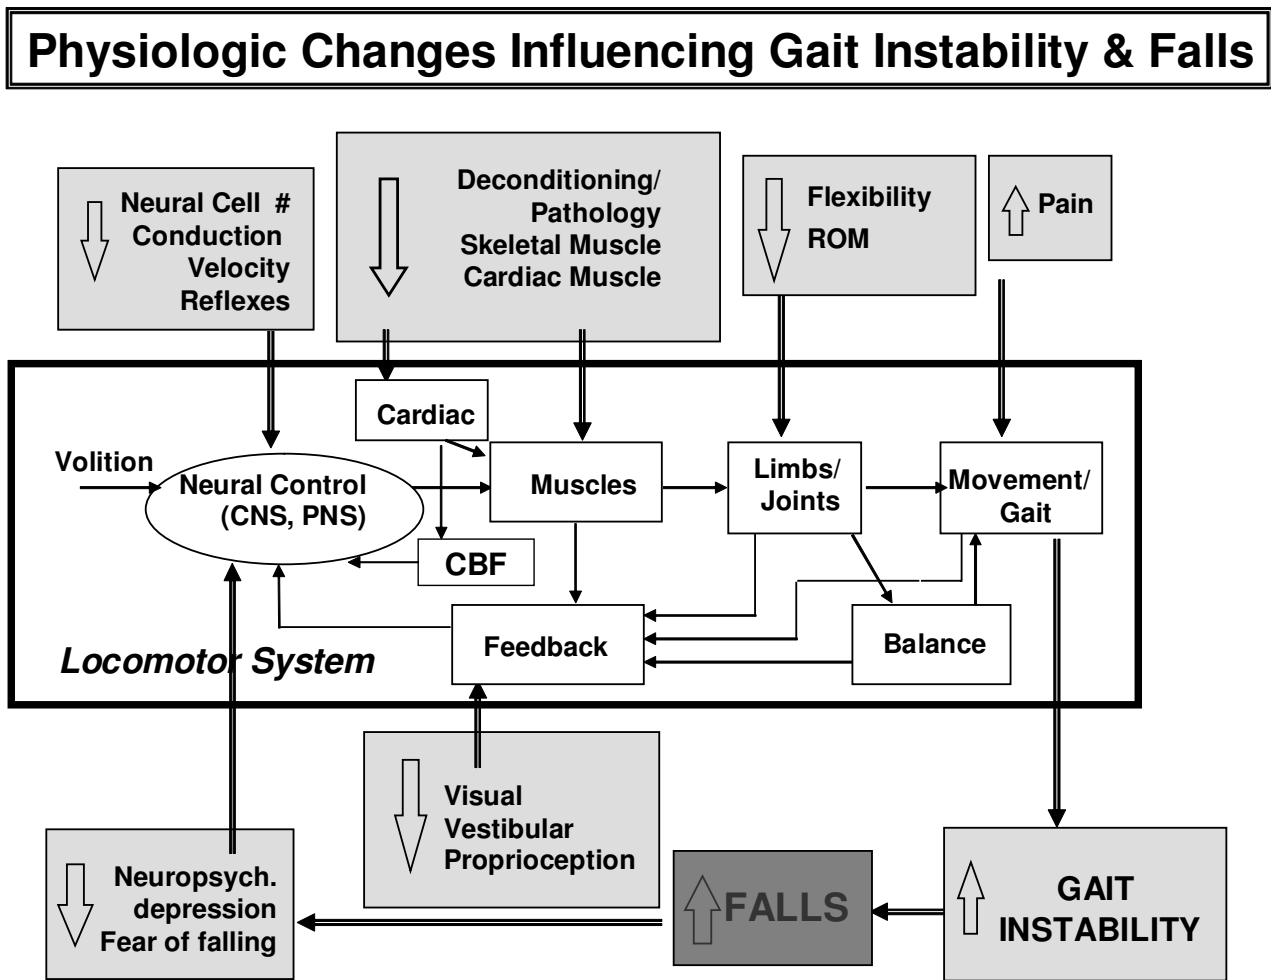 Physiologic Changes Influencing Gait Instability & Falls
Neural Cell #
Conduction
Velocity
Reflexes
Deconditioning/
Pathology
Skeletal Muscle
Cardiac Muscle
Flexibility
ROM
Pain
Cardiac
Volition
Neural Control
(CNS, PNS)
Muscles
Limbs/
Joints
Movement/
Gait
CBF
Feedback
Balance
Locomotor System
Visual
Vestibular
Proprioception
Neuropsych.
depression
Fear of falling
FALLS
GAIT
INSTABILITY